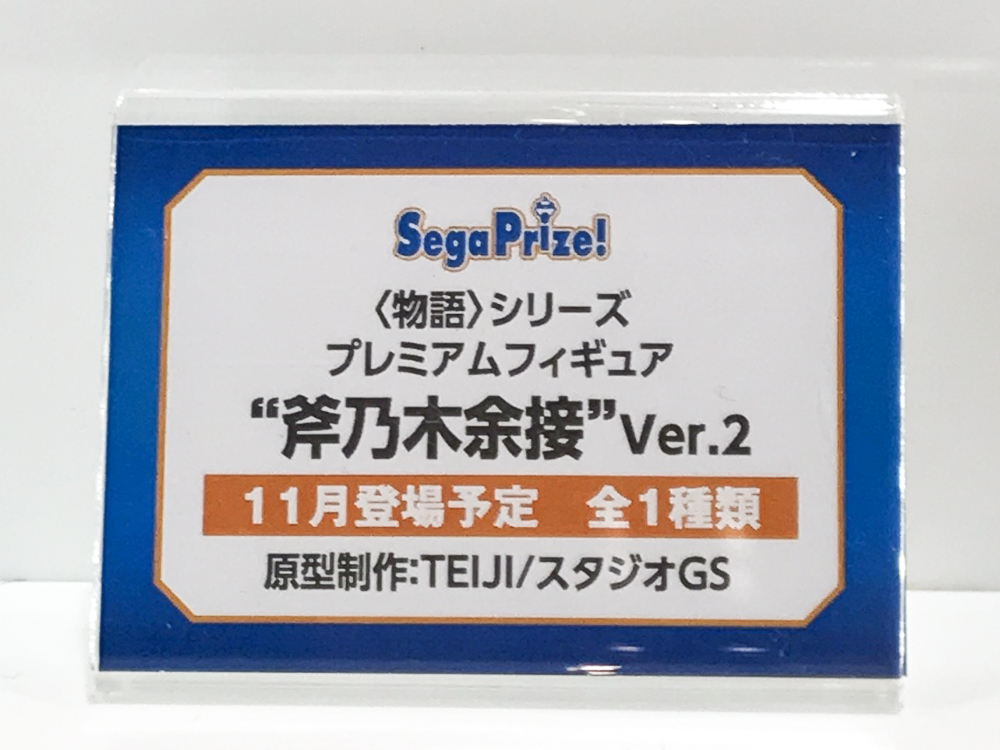 SegaPrize!
〈物語〉シリーズ
プレミアムフィギュア
“斧乃木余接”Ver.2
11月登場予定　全1種類
原型制作:TEIJI/スタジオGS